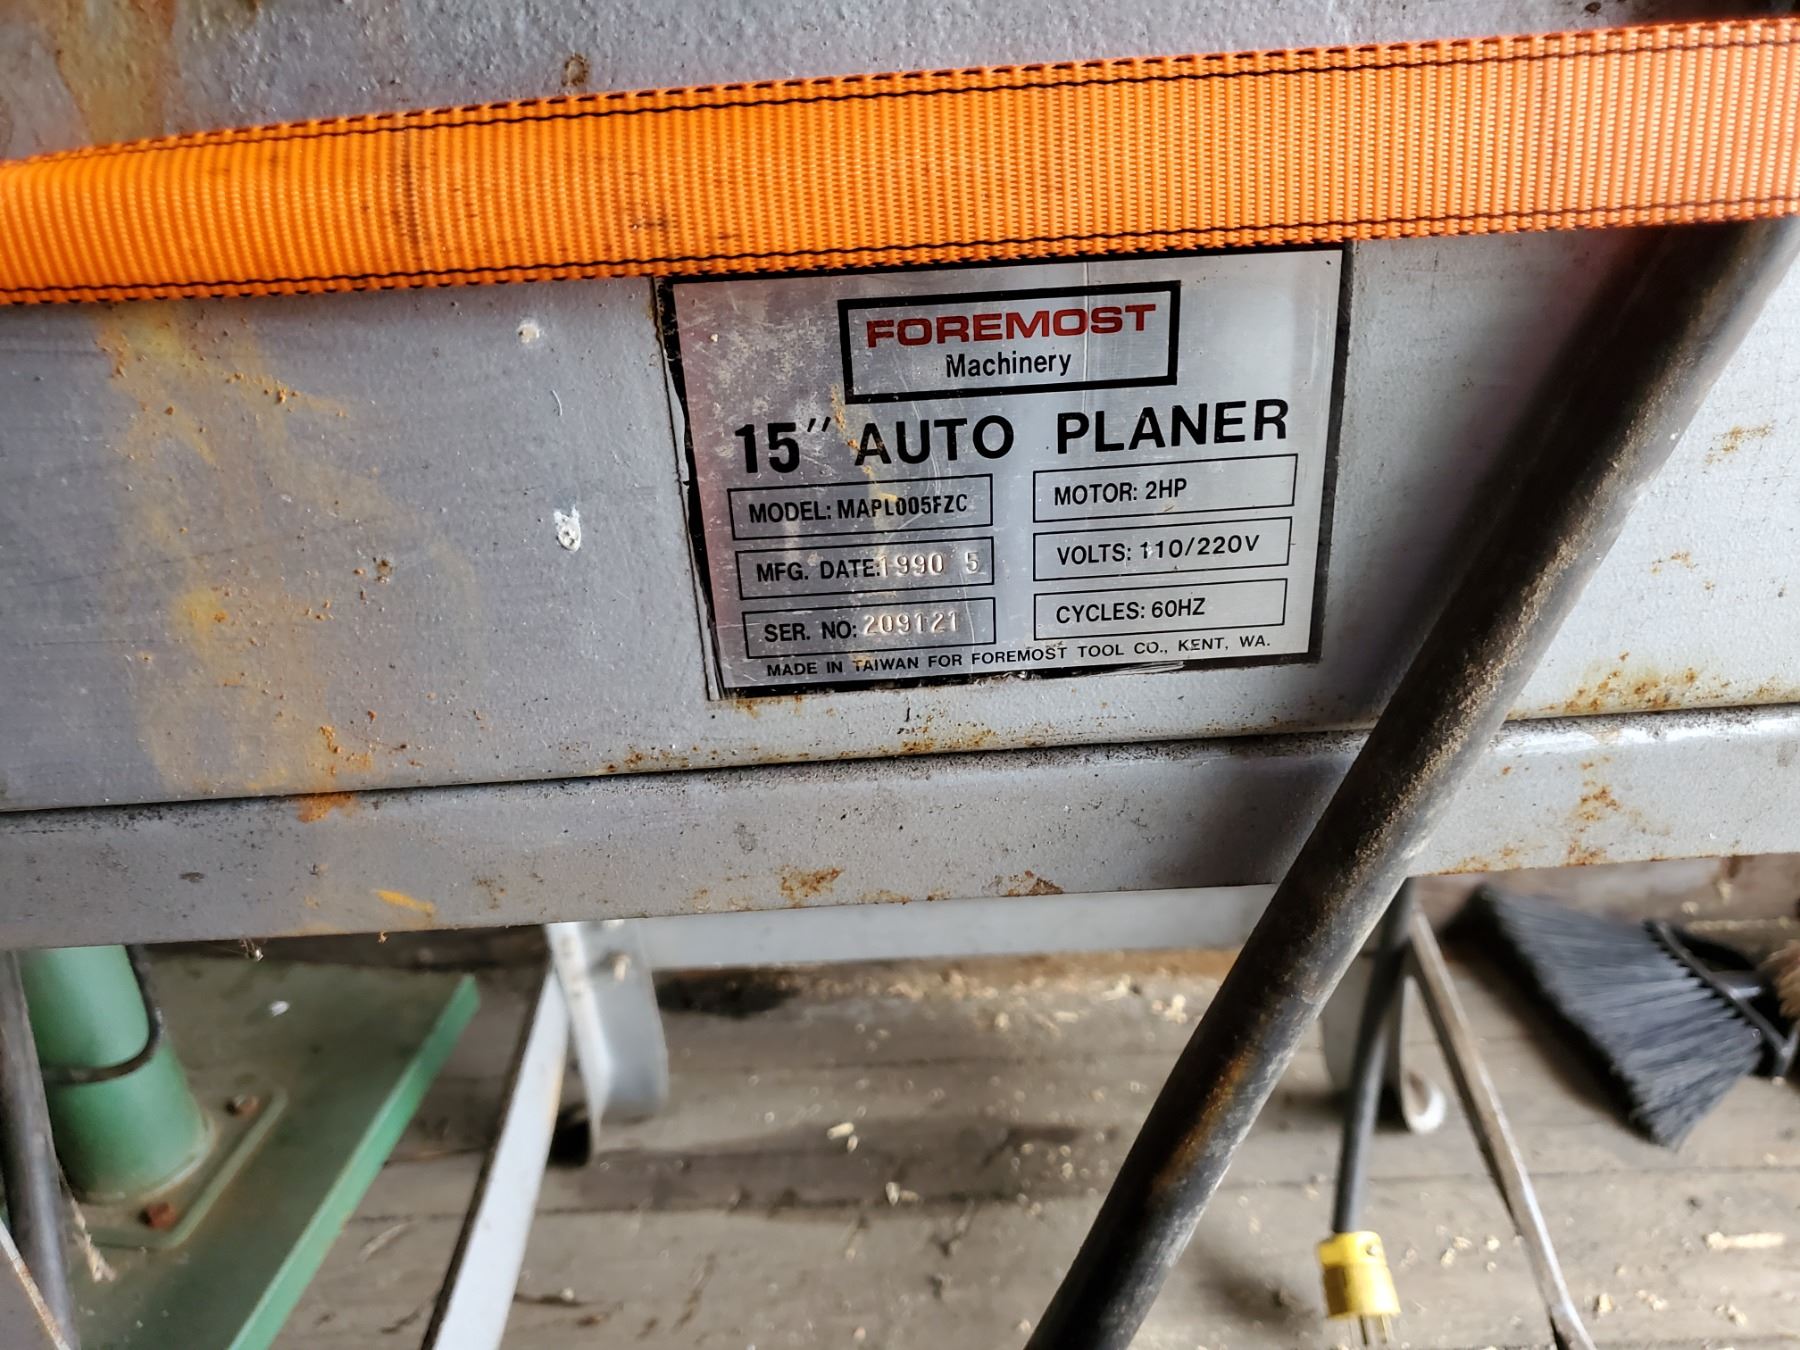 FOREMOST
Machinery
15" AUTO PLANER
MODEL: MAPL005FZC
MOTOR: 2HP
MFG. DATE: 1990 5
VOLTS: 110/220V
SER. NO: 209121
CYCLES: 60HZ
MADE IN TAIWAN FOR FOREMOST TOOL CO., KENT, WA.